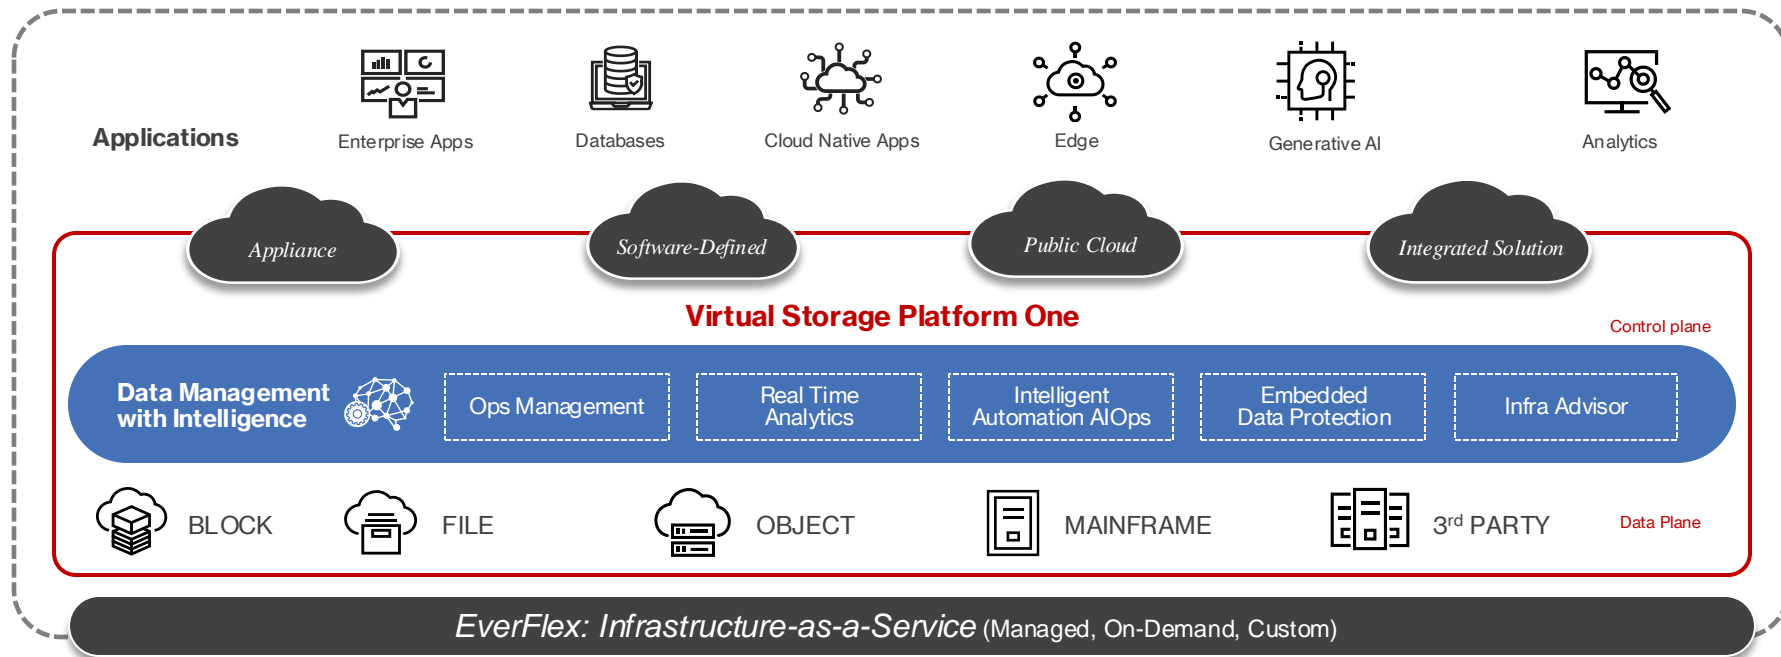 Applications
Enterprise Apps
Databases
Cloud Native Apps
Edge
Generative AI
Analytics
Appliance
Software-Defined
Public Cloud
Integrated Solution
Virtual Storage Platform One
Control plane
Data Management
with Intelligence
Ops Management
Real Time
Analytics
Intelligent
Automation AIOps
Embedded
Data Protection
Infra Advisor
BLOCK
FILE
OBJECT
MAINFRAME
3rd PARTY
Data Plane
EverFlex: Infrastructure-as-a-Service (Managed, On-Demand, Custom)